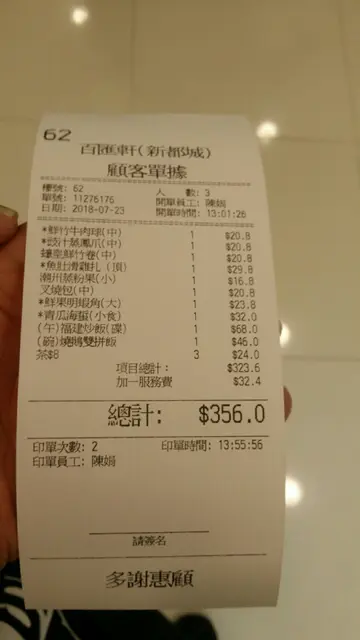 62
百匯軒(新都城)
顧客單據
檯號: 62 人 數: 3
單號: 11276176 開單員工: 陳娟
日期: 2018-07-23 開單時間: 13:01:26
*鮮竹牛肉球(中) 1 $20.8
*豉汁蒸鳳爪(中) 1 $20.8
蠔皇鮮竹卷(中) 1 $20.8
*魚肚滑雞扎(頂) 1 $29.8
潮州蒸粉果(小) 1 $16.8
叉燒包(中) 1 $20.8
*鮮果明蝦角(大) 1 $23.8
*青瓜海蜇(小食) 1 $32.0
(午)福建炒飯(碟) 1 $68.0
(碗)燒鵝雙拼飯 1 $46.0
茶$8 3 $24.0
項目總計: $323.6
加一服務費 $32.4
總計: $356.0
印單次數: 2 印單時間: 13:55:56
印單員工: 陳娟
請簽名
多謝惠顧